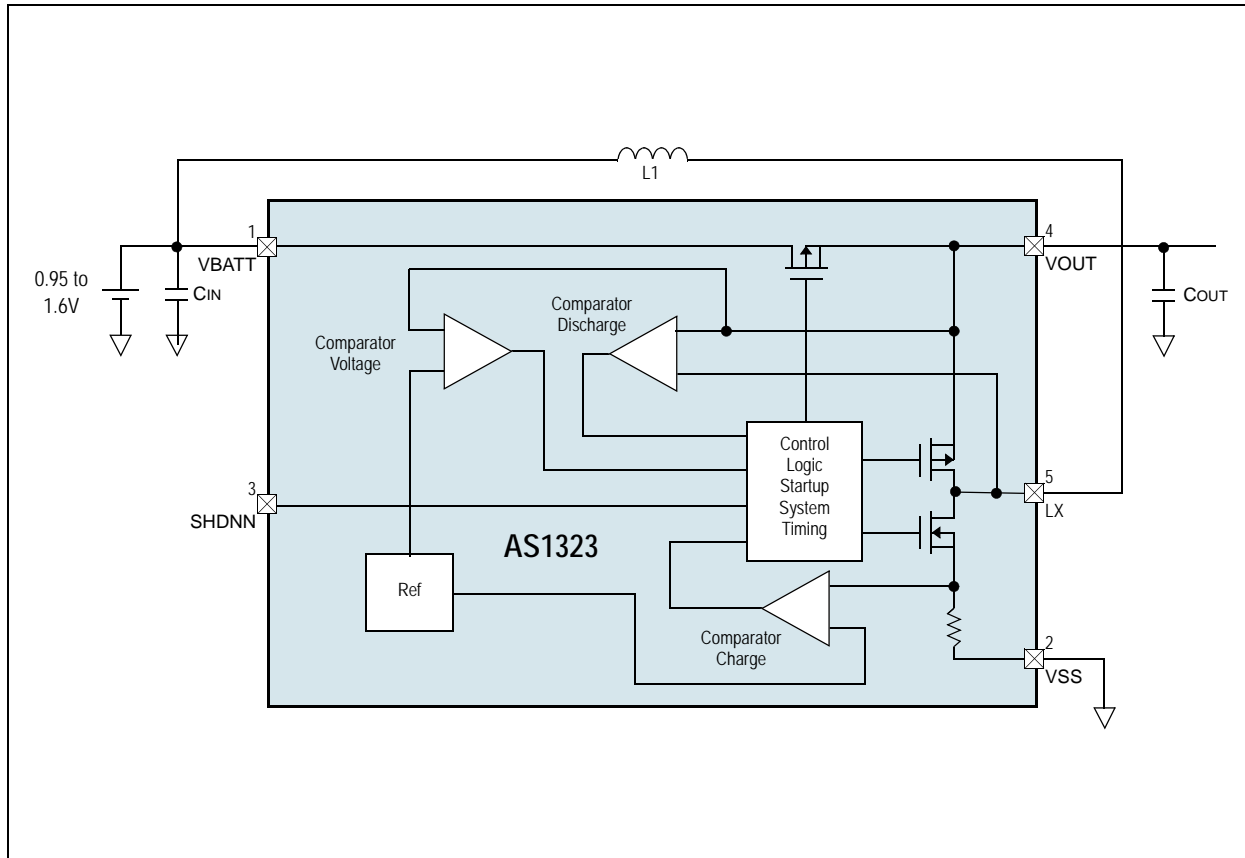 L1
1
VBATT
4
VOUT
0.95 to
1.6V
CIN
COUT
Comparator
Discharge
Comparator
Voltage
Control
Logic
Startup
System
Timing
3
SHDNN
5
LX
AS1323
Ref
Comparator
Charge
2
VSS